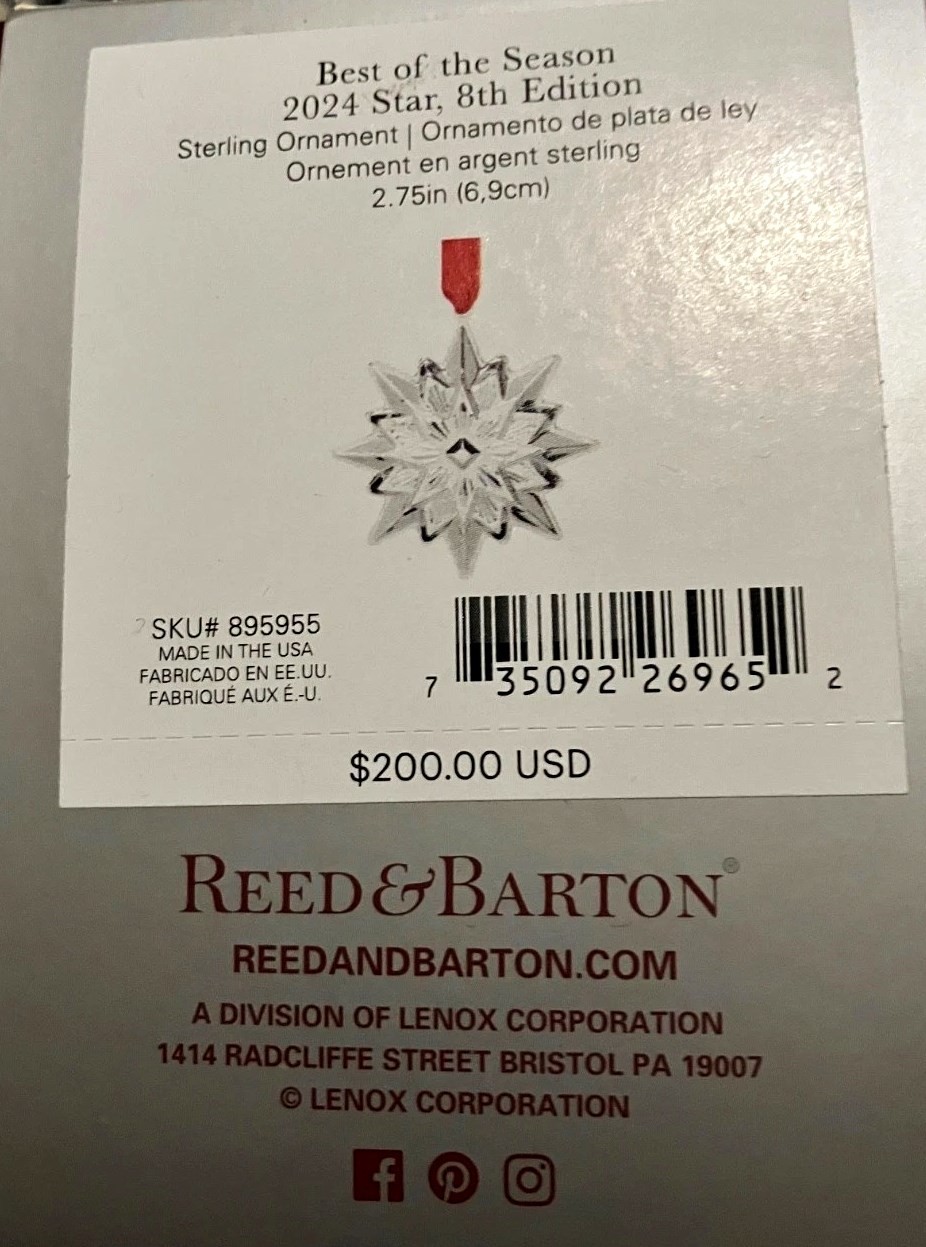 Best of the Season
2024 Star, 8th Edition
Sterling Ornament | Ornamento de plata de ley
Ornement en argent sterling
2.75in (6,9cm)
SKU# 895955
MADE IN THE USA
FABRICADO EN EE.UU.
FABRIQUÉ AUX É.-U.
7 35092 26965 2
$200.00 USD
REED & BARTON®
REEDANDBARTON.COM
A DIVISION OF LENOX CORPORATION
1414 RADCLIFFE STREET BRISTOL PA 19007
© LENOX CORPORATION